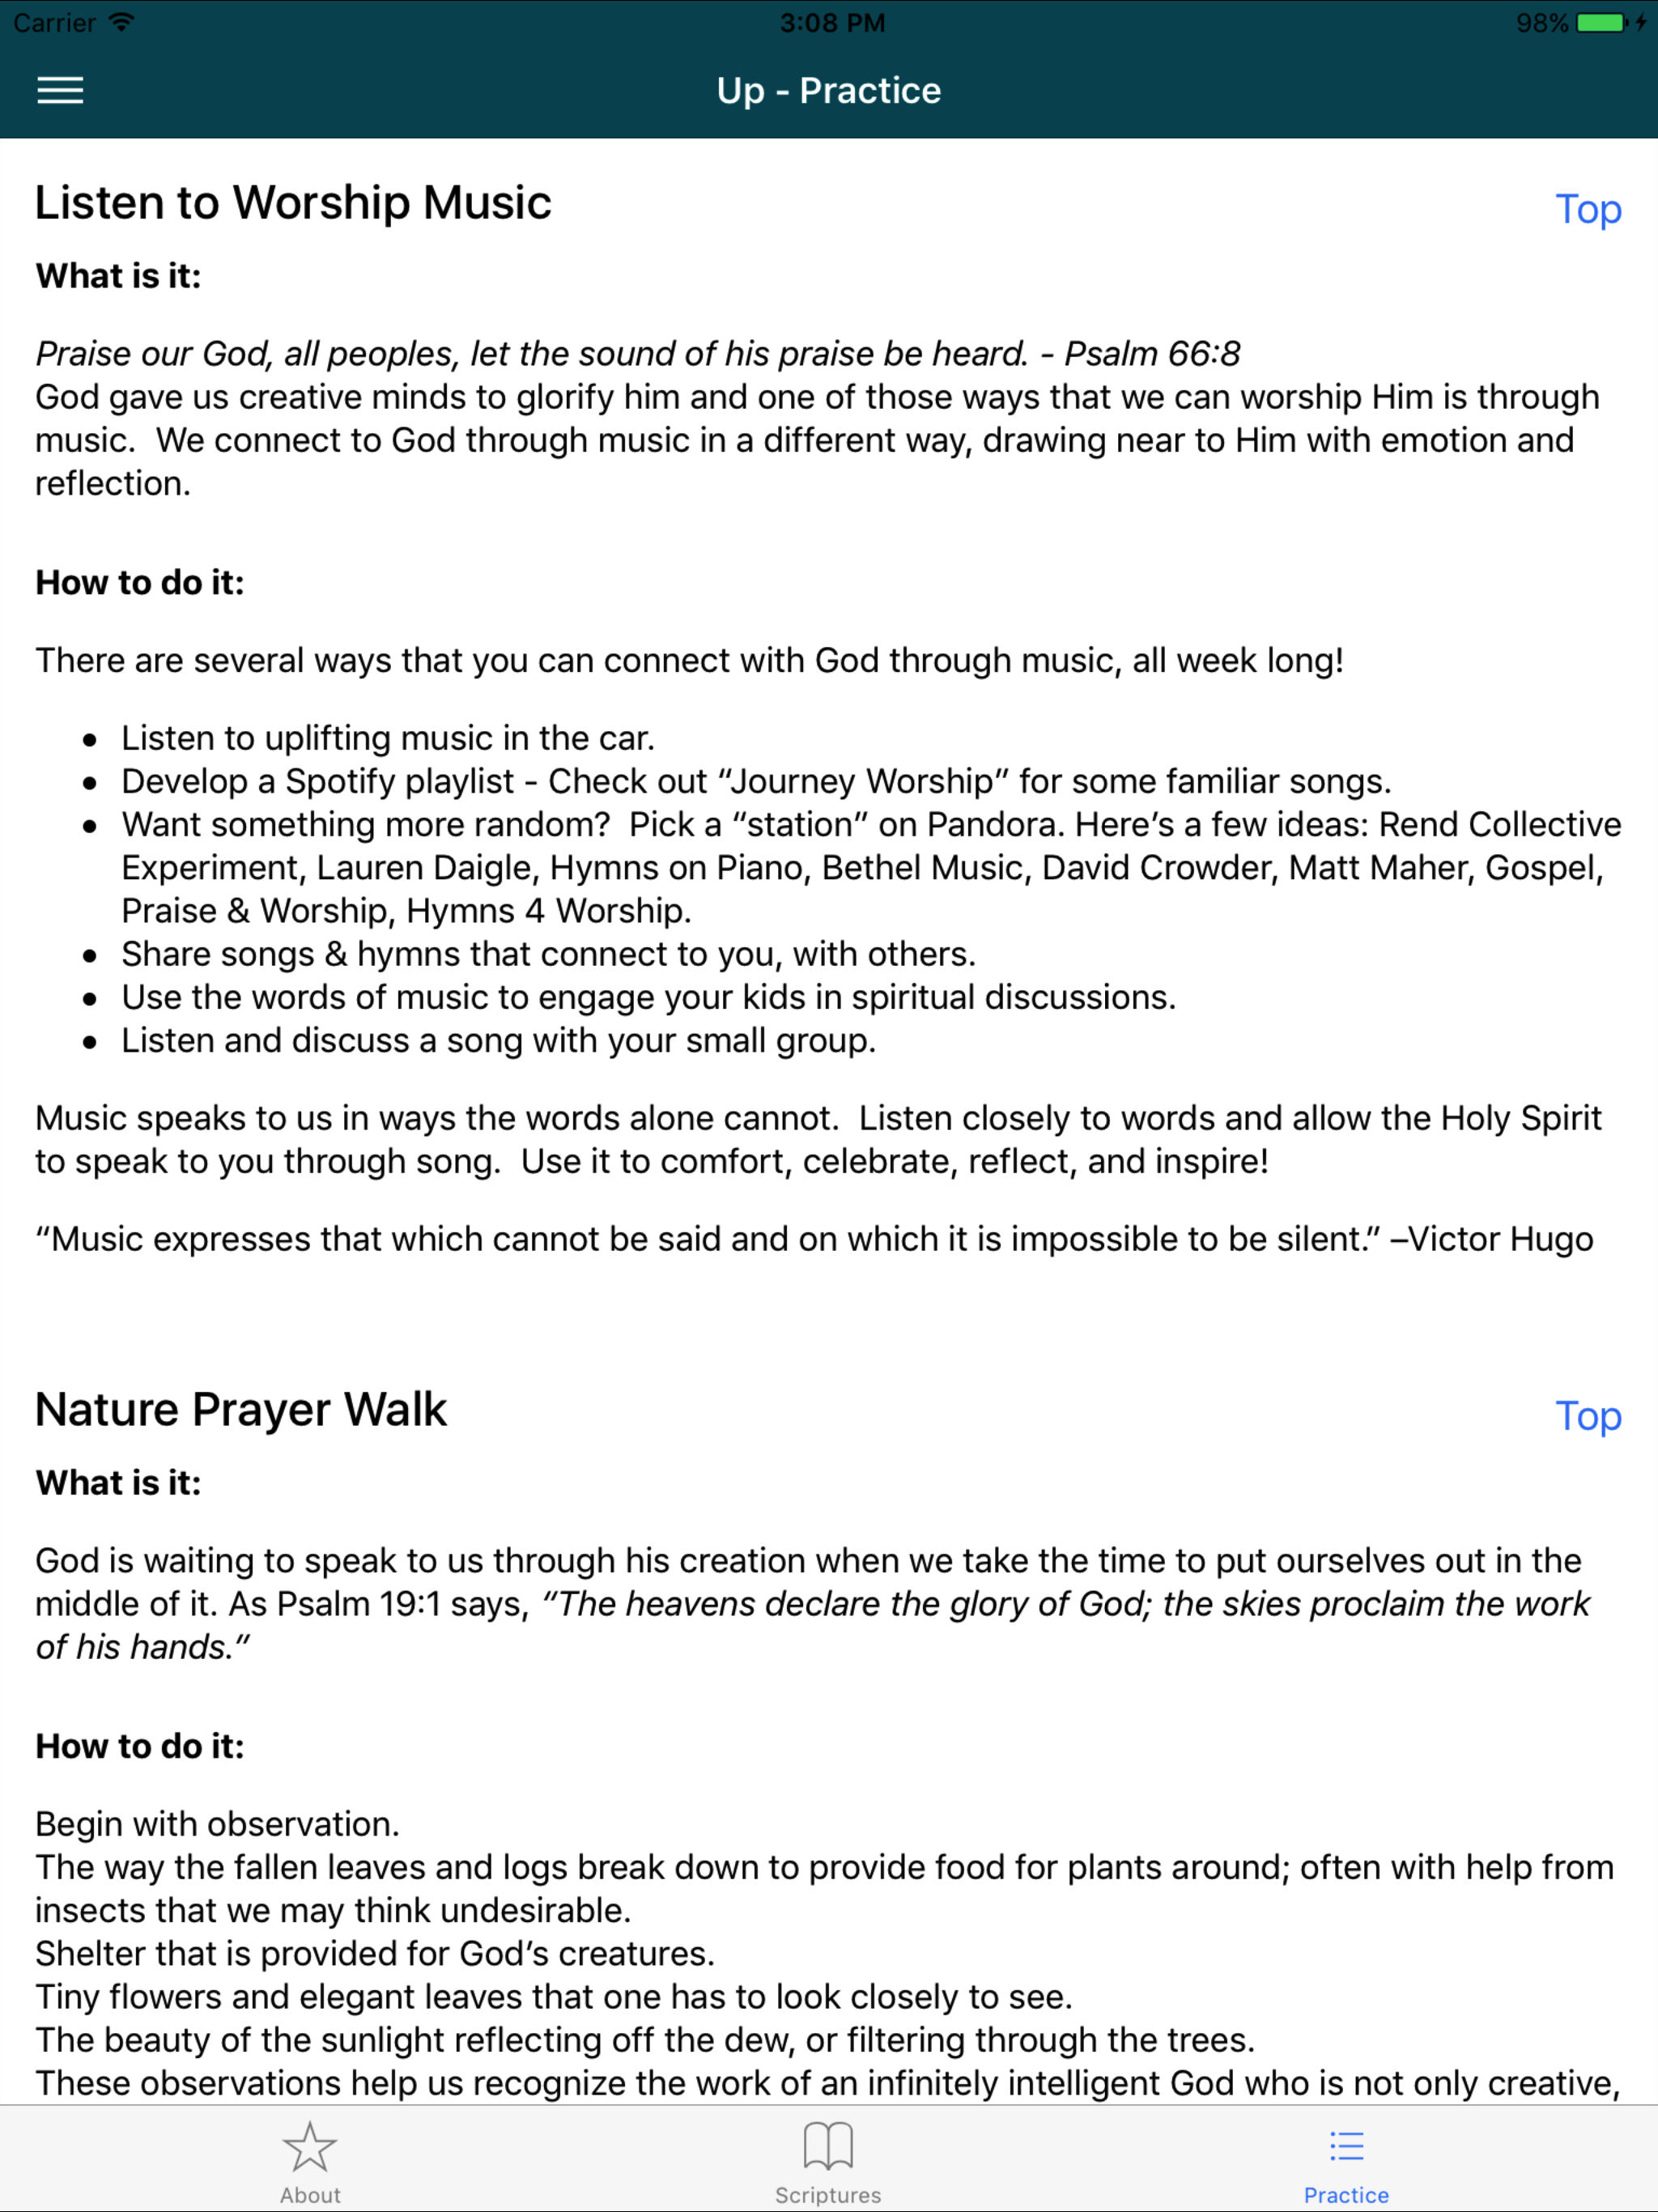 Carrier 3:08 PM 98%
Up - Practice
Listen to Worship Music Top
What is it:
Praise our God, all peoples, let the sound of his praise be heard. - Psalm 66:8
God gave us creative minds to glorify him and one of those ways that we can worship Him is through
music.  We connect to God through music in a different way, drawing near to Him with emotion and
reflection.
How to do it:
There are several ways that you can connect with God through music, all week long!
• Listen to uplifting music in the car.
• Develop a Spotify playlist - Check out “Journey Worship” for some familiar songs.
• Want something more random?  Pick a “station” on Pandora. Here’s a few ideas: Rend Collective
Experiment, Lauren Daigle, Hymns on Piano, Bethel Music, David Crowder, Matt Maher, Gospel,
Praise & Worship, Hymns 4 Worship.
• Share songs & hymns that connect to you, with others.
• Use the words of music to engage your kids in spiritual discussions.
• Listen and discuss a song with your small group.
Music speaks to us in ways the words alone cannot.  Listen closely to words and allow the Holy Spirit
to speak to you through song.  Use it to comfort, celebrate, reflect, and inspire!
“Music expresses that which cannot be said and on which it is impossible to be silent.” –Victor Hugo
Nature Prayer Walk Top
What is it:
God is waiting to speak to us through his creation when we take the time to put ourselves out in the
middle of it. As Psalm 19:1 says, “The heavens declare the glory of God; the skies proclaim the work
of his hands.”
How to do it:
Begin with observation.
The way the fallen leaves and logs break down to provide food for plants around; often with help from
insects that we may think undesirable.
Shelter that is provided for God’s creatures.
Tiny flowers and elegant leaves that one has to look closely to see.
The beauty of the sunlight reflecting off the dew, or filtering through the trees.
These observations help us recognize the work of an infinitely intelligent God who is not only creative,
About Scriptures Practice